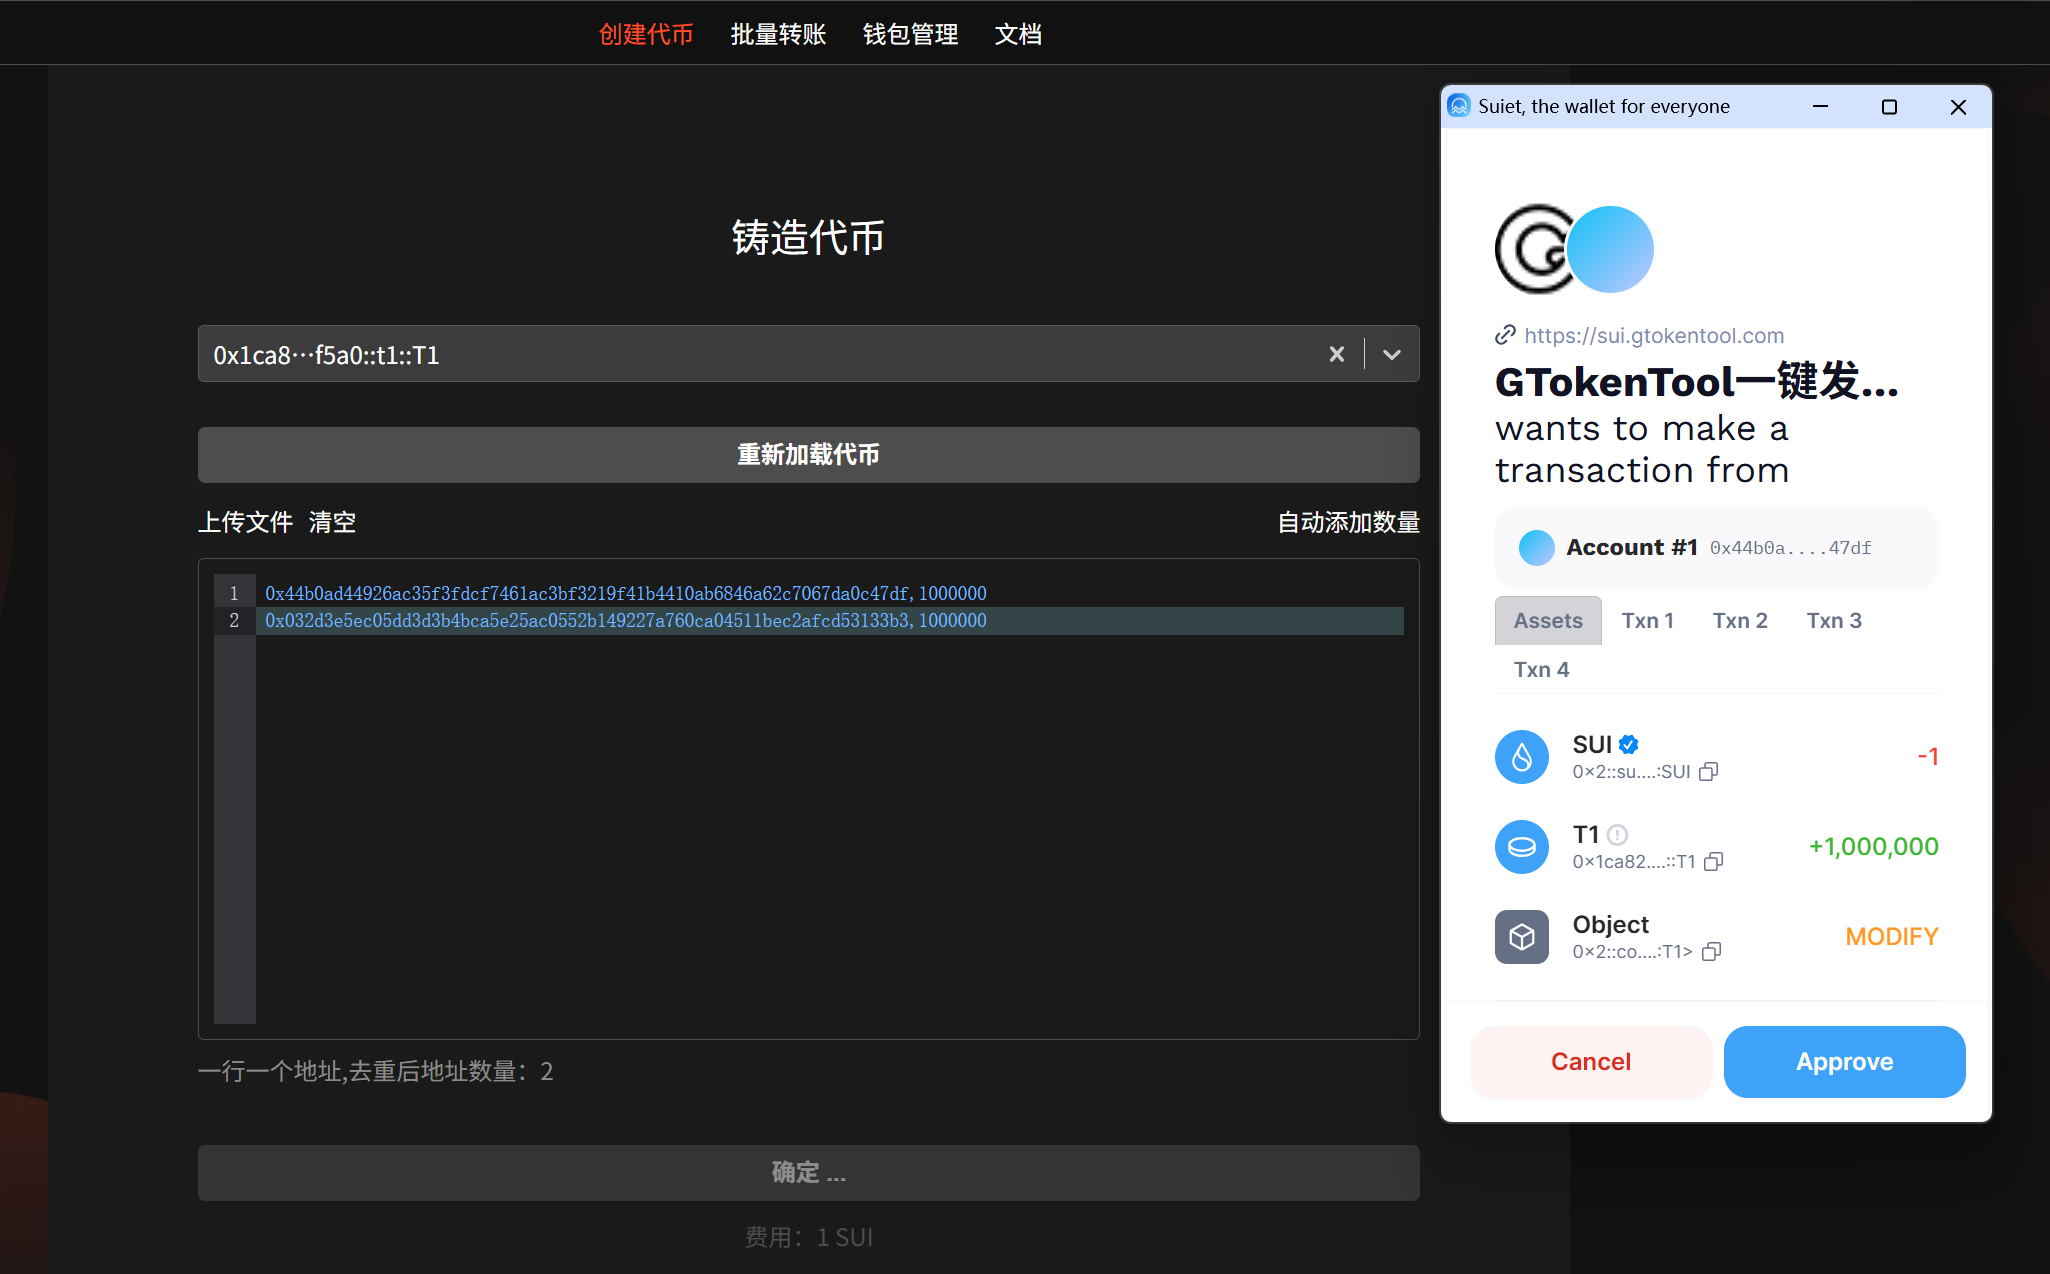 创建代币 批量转账 钱包管理 文档
铸造代币
0x1ca8···f5a0::t1::T1
重新加载代币
上传文件 清空 自动添加数量
1 0x44b0ad44926ac35f3fdcf7461ac3bf3219f41b4410ab6846a62c7067da0c47df,1000000
2 0x032d3e5ec05dd3d3b4bca5e25ac0552b149227a760ca04511bec2afcd53133b3,1000000
一行一个地址,去重后地址数量：2
确定 ...
费用：1 SUI
Suiet, the wallet for everyone
https://sui.gtokentool.com
GTokenTool一键发...
wants to make a
transaction from
Account #1 0x44b0a....47df
Assets Txn 1 Txn 2 Txn 3
Txn 4
SUI
0x2::su....:SUI
-1
T1
0x1ca82....::T1
+1,000,000
Object
0x2::co....:T1>
MODIFY
Cancel Approve